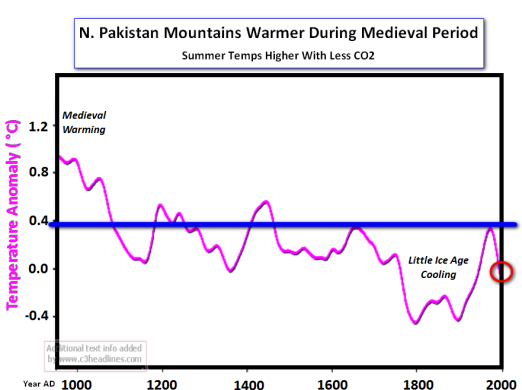 N. Pakistan Mountains Warmer During Medieval Period
Summer Temps Higher With Less CO2
Medieval
Warming
1.2
0.8
0.4
0.0
-0.4
Temperature Anomaly (°C)
Little Ice Age
Cooling
Additional text info added
by www.c3headlines.com
Year AD 1000 1200 1400 1600 1800 2000